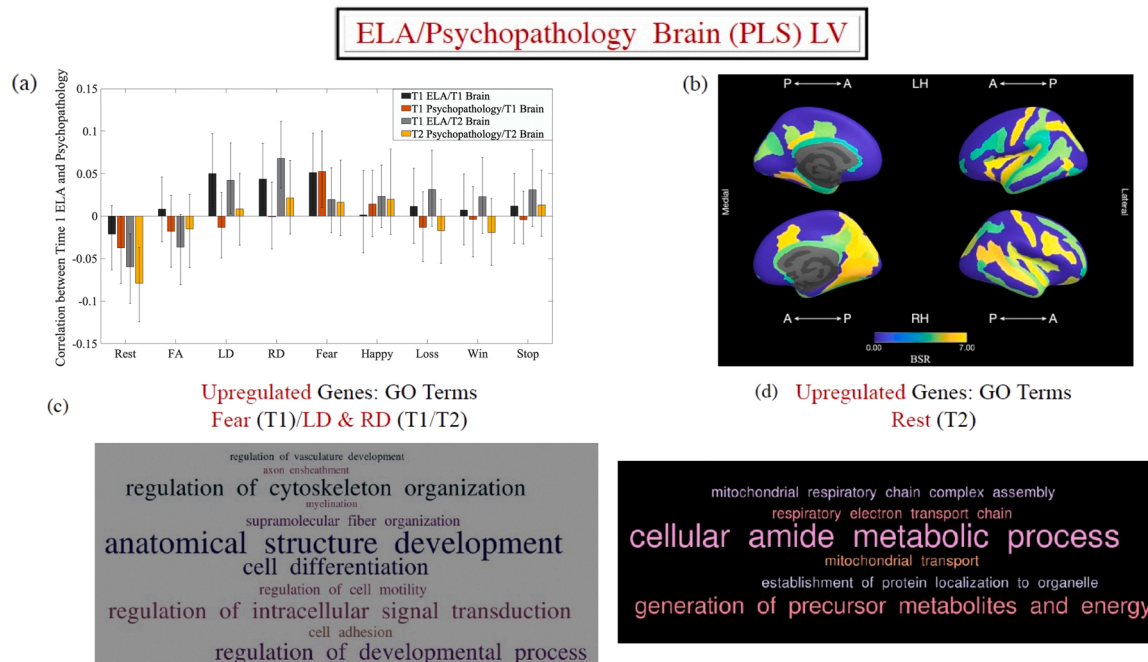 ELA/Psychopathology Brain (PLS) LV
(a)
Correlation between Time 1 ELA and Psychopathology
0.15
0.1
0.05
0
-0.05
-0.1
-0.15
T1 ELA/T1 Brain
T1 Psychopathology/T1 Brain
T1 ELA/T2 Brain
T2 Psychopathology/T2 Brain
Rest FA LD RD Fear Happy Loss Win Stop
(b)
P A LH A P
Medial
Lateral
A P RH P A
0.00 7.00
BSR
(c)
Upregulated Genes: GO Terms
Fear (T1)/LD & RD (T1/T2)
regulation of vasculature development
axon ensheathment
regulation of cytoskeleton organization
myelination
supramolecular fiber organization
anatomical structure development
cell differentiation
regulation of cell motility
regulation of intracellular signal transduction
cell adhesion
regulation of developmental process
(d)
Upregulated Genes: GO Terms
Rest (T2)
mitochondrial respiratory chain complex assembly
respiratory electron transport chain
cellular amide metabolic process
mitochondrial transport
establishment of protein localization to organelle
generation of precursor metabolites and energy